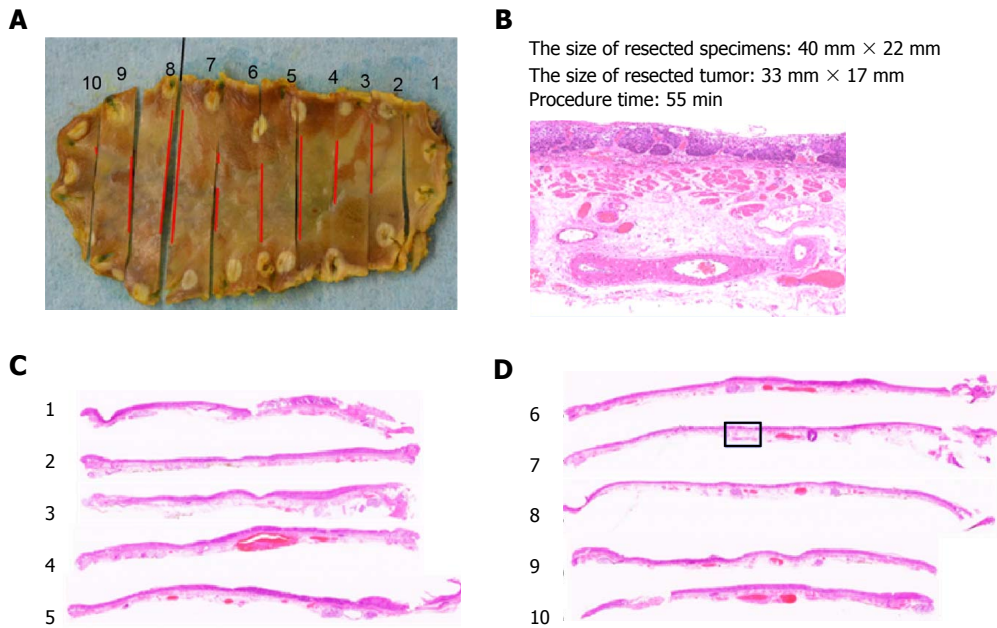 A
10 9 8 7 6 5 4 3 2 1
B
The size of resected specimens: 40 mm × 22 mm
The size of resected tumor: 33 mm × 17 mm
Procedure time: 55 min
C
1
2
3
4
5
D
6
7
8
9
10